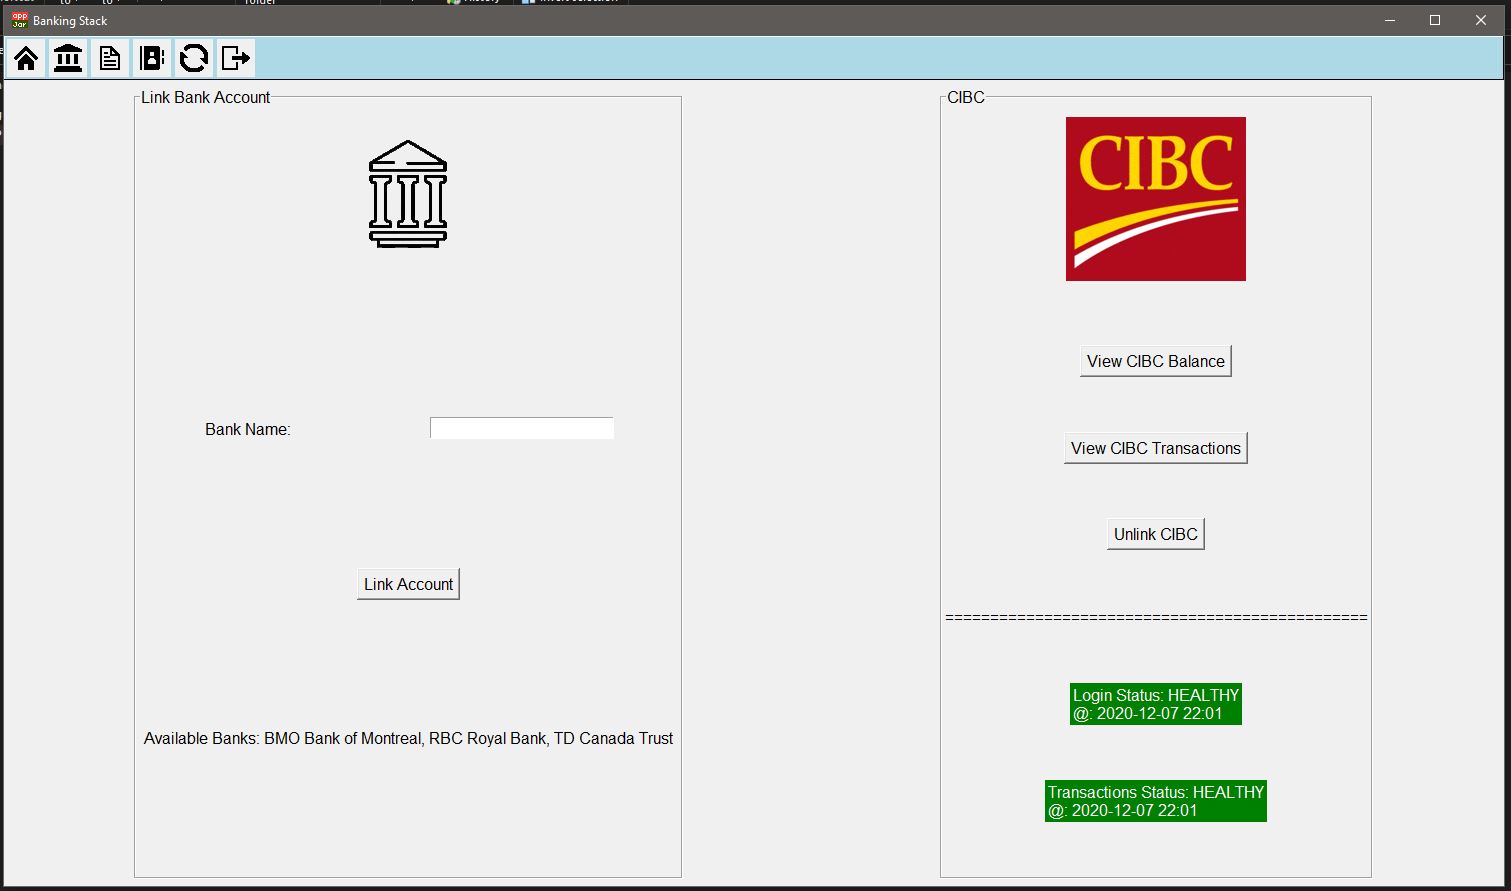 app
Jar
Banking Stack
Link Bank Account
Bank Name:
Link Account
Available Banks: BMO Bank of Montreal, RBC Royal Bank, TD Canada Trust
CIBC
CIBC
View CIBC Balance
View CIBC Transactions
Unlink CIBC
===============================================
Login Status: HEALTHY
@: 2020-12-07 22:01
Transactions Status: HEALTHY
@: 2020-12-07 22:01